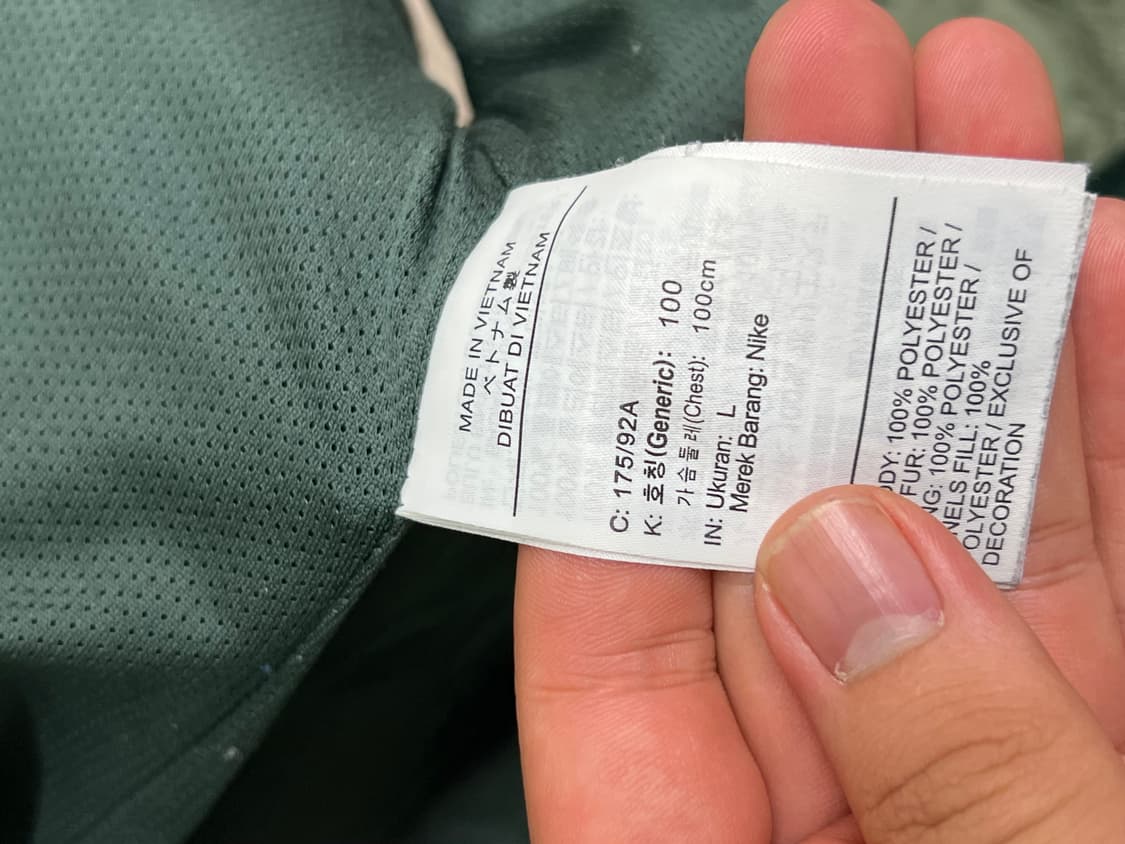 MADE IN VIETNAM
ベトナム製
DIBUAT DI VIETNAM
C: 175/92A
K: 호칭(Generic): 100
가슴둘레(Chest): 100cm
IN: Ukuran: L
Merek Barang: Nike
100% POLYESTER /
FUR: 100% POLYESTER /
100% POLYESTER /
FILL: 100%
EXCLUSIVE OF
DECORATION